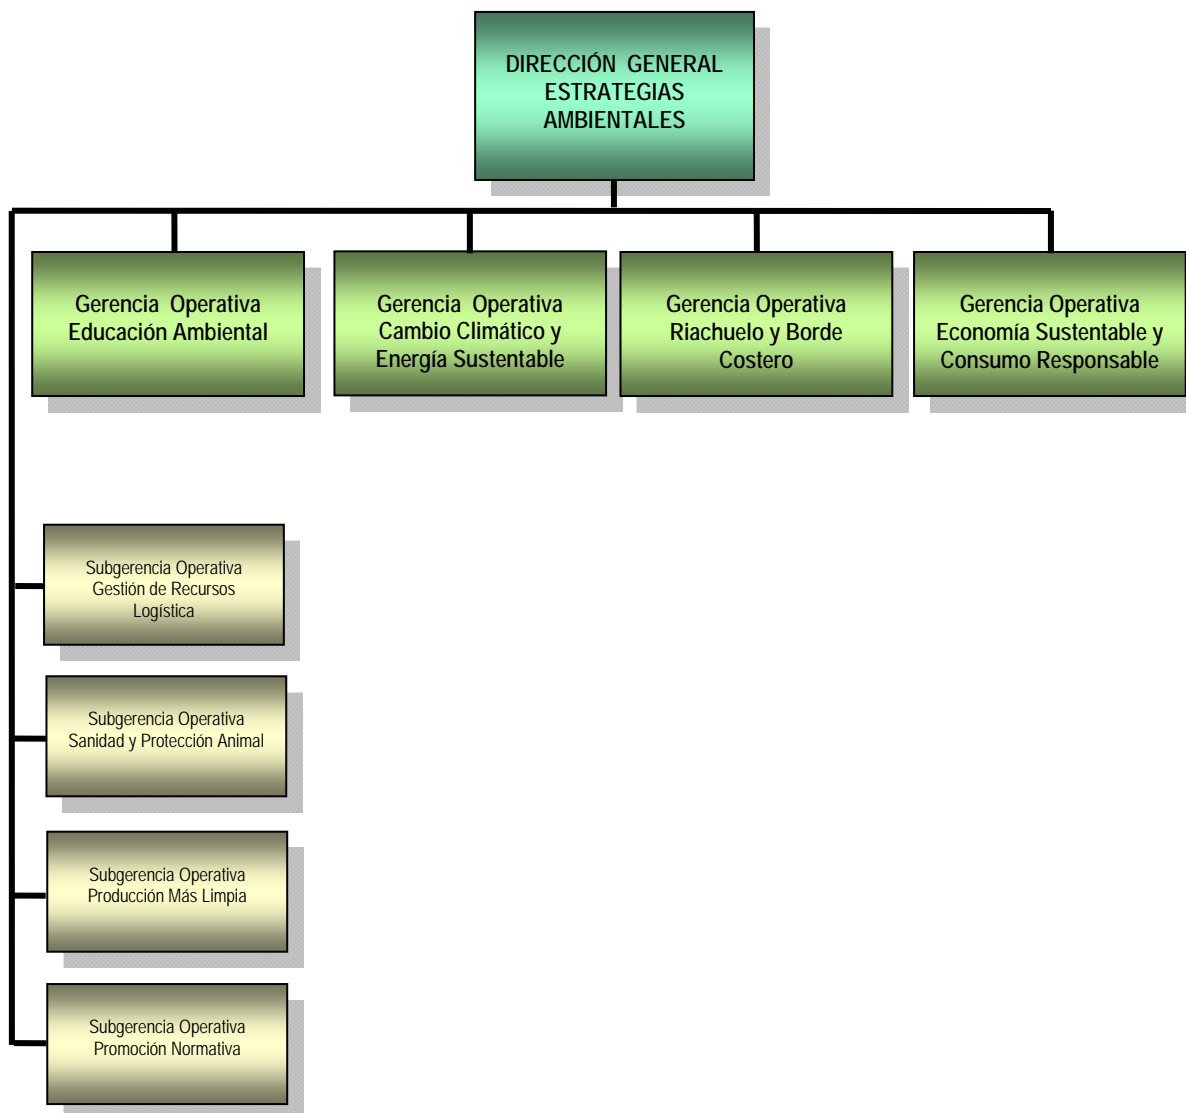 DIRECCIÓN GENERAL
ESTRATEGIAS
AMBIENTALES
Gerencia Operativa
Educación Ambiental
Gerencia Operativa
Cambio Climático y
Energía Sustentable
Gerencia Operativa
Riachuelo y Borde
Costero
Gerencia Operativa
Economía Sustentable y
Consumo Responsable
Subgerencia Operativa
Gestión de Recursos
Logística
Subgerencia Operativa
Sanidad y Protección Animal
Subgerencia Operativa
Producción Más Limpia
Subgerencia Operativa
Promoción Normativa